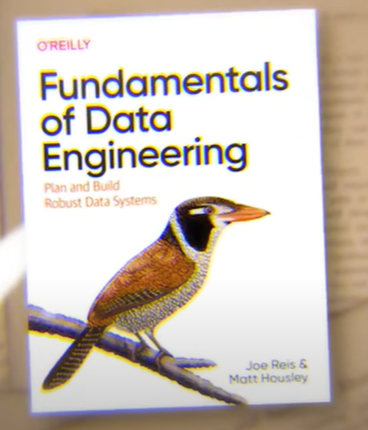 O'REILLY
Fundamentals
of Data
Engineering
Plan and Build
Robust Data Systems
Joe Reis &
Matt Housley